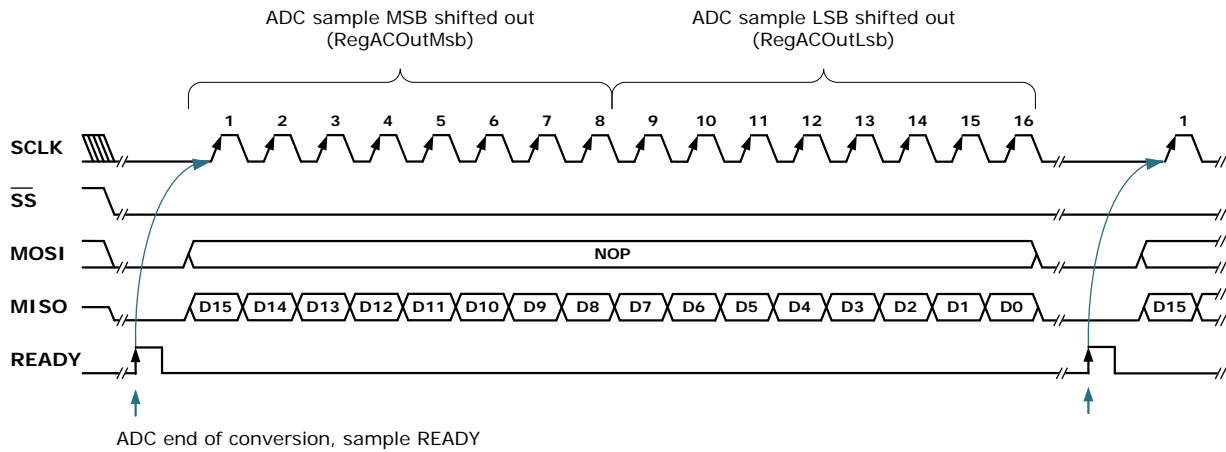 ADC sample MSB shifted out
(RegACOutMsb)
ADC sample LSB shifted out
(RegACOutLsb)
1 2 3 4 5 6 7 8 9 10 11 12 13 14 15 16 1
SCLK
SS
MOSI NOP
MISO D15 D14 D13 D12 D11 D10 D9 D8 D7 D6 D5 D4 D3 D2 D1 D0 D15
READY
ADC end of conversion, sample READY